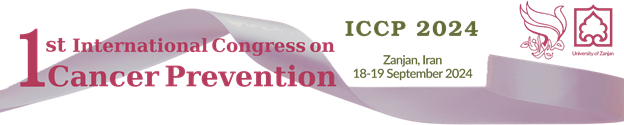 1st International Congress on
Cancer Prevention
ICCP 2024
Zanjan, Iran
18-19 September 2024
University of Zanjan